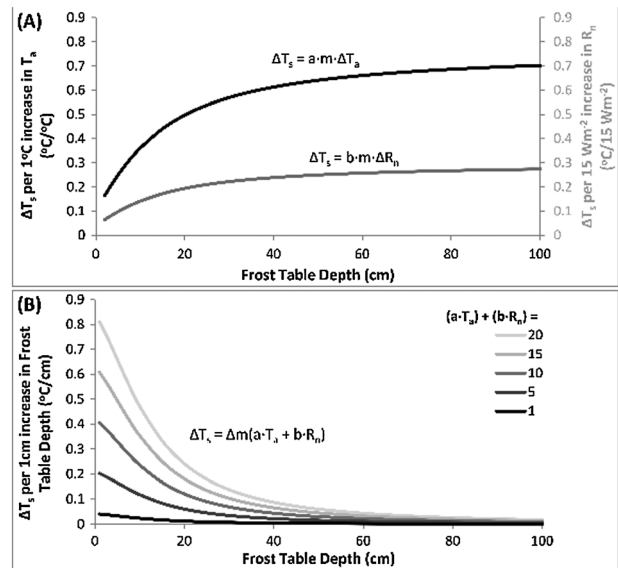 (A)
0.9
0.8
0.7
0.6
0.5
0.4
0.3
0.2
0.1
0
ΔTs per 1°C increase in Ta
(°C/°C)
ΔTs = a·m·ΔTa
ΔTs = b·m·ΔRn
0.9
0.8
0.7
0.6
0.5
0.4
0.3
0.2
0.1
0
ΔTs per 15 Wm-2 increase in Rn
(°C/15 Wm-2)
0 20 40 60 80 100
Frost Table Depth (cm)
(B)
0.9
0.8
0.7
0.6
0.5
0.4
0.3
0.2
0.1
0
ΔTs per 1cm increase in Frost
Table Depth (°C/cm)
(a·Ta) + (b·Rn) =
20
15
10
5
1
ΔTs = Δm(a·Ta + b·Rn)
0 20 40 60 80 100
Frost Table Depth (cm)